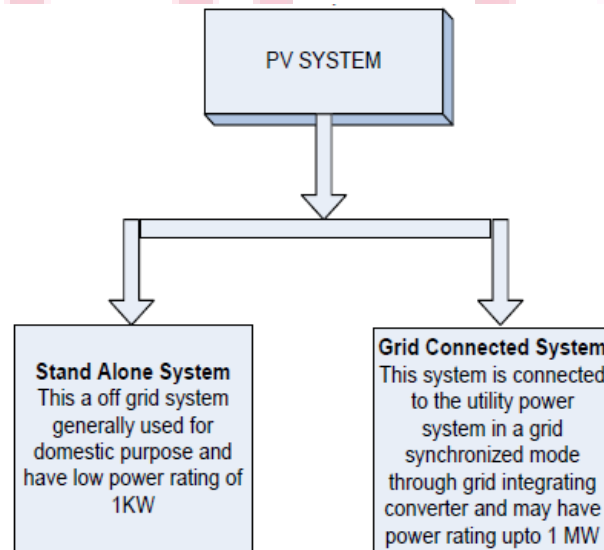 PV SYSTEM
Stand Alone System
This a off grid system
generally used for
domestic purpose and
have low power rating of
1KW
Grid Connected System
This system is connected
to the utility power
system in a grid
synchronized mode
through grid integrating
converter and may have
power rating upto 1 MW